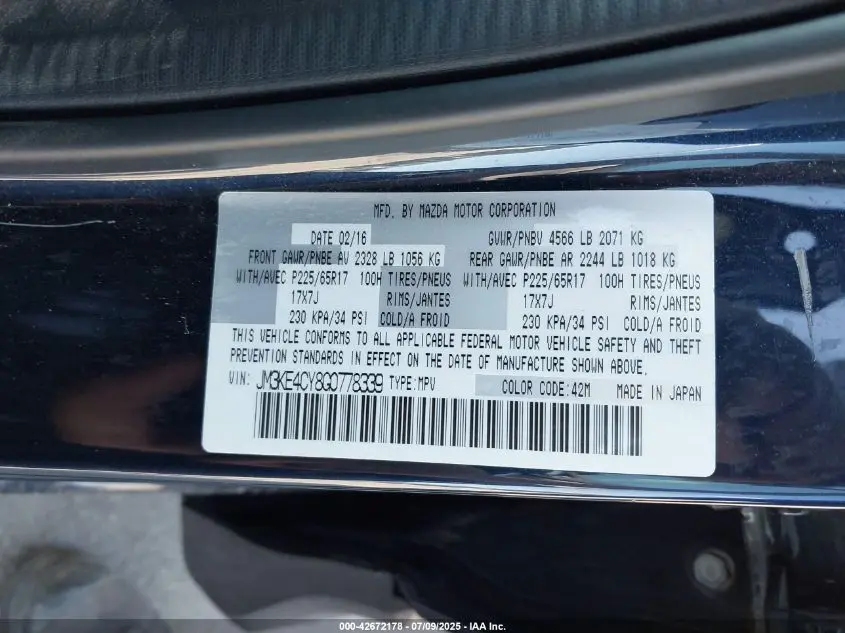 MFD. BY MAZDA MOTOR CORPORATION
DATE 02/16 GVWR/PNBV 4566 LB 2071 KG
FRONT GAWR/PNBE AV 2328 LB 1056 KG REAR GAWR/PNBE AR 2244 LB 1018 KG
WITH/AVEC P225/65R17 100H TIRES/PNEUS WITH/AVEC P225/65R17 100H TIRES/PNEUS
17X7J RIMS/JANTES 17X7J RIMS/JANTES
230 KPA/34 PSI COLD/A FROID 230 KPA/34 PSI COLD/A FROID
THIS VEHICLE CONFORMS TO ALL APPLICABLE FEDERAL MOTOR VEHICLE SAFETY AND THEFT
PREVENTION STANDARDS IN EFFECT ON THE DATE OF MANUFACTURE SHOWN ABOVE.
VIN: JM3KE4CY8G0778339 TYPE:MPV COLOR CODE:42M MADE IN JAPAN
000-42672178 - 07/09/2025 - IAA Inc.